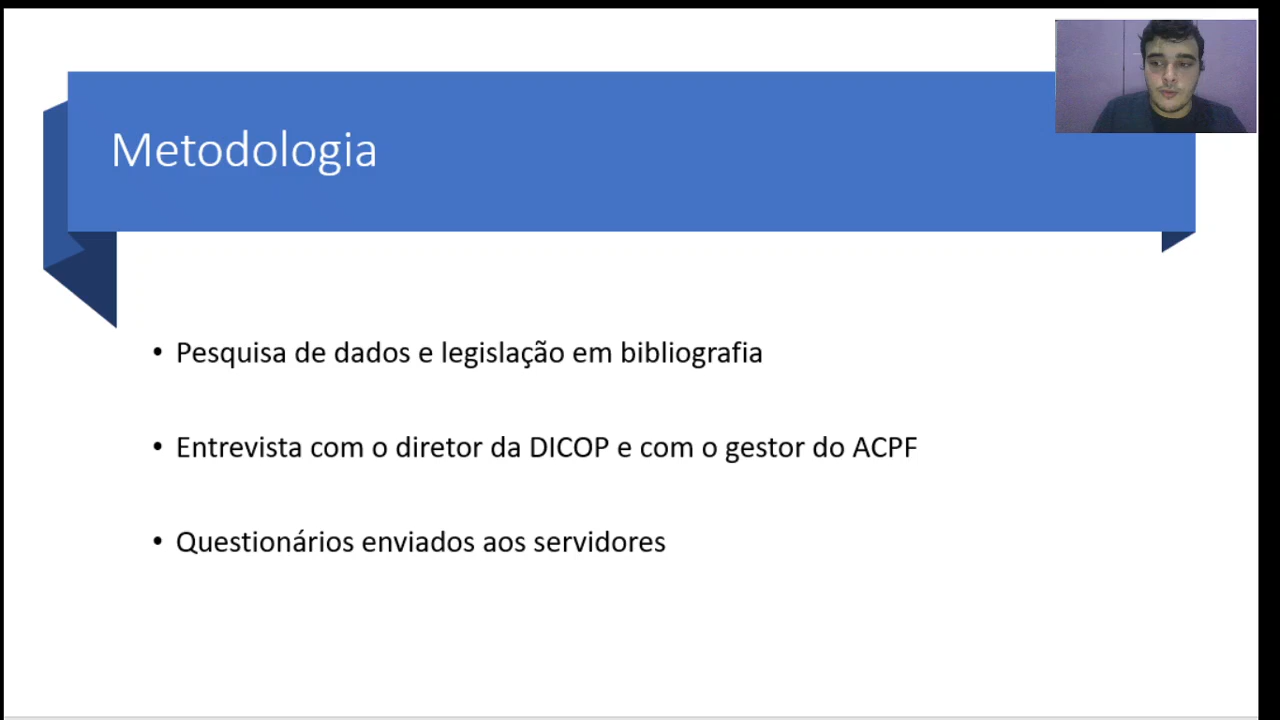 Metodologia
• Pesquisa de dados e legislação em bibliografia
• Entrevista com o diretor da DICOP e com o gestor do ACPF
• Questionários enviados aos servidores